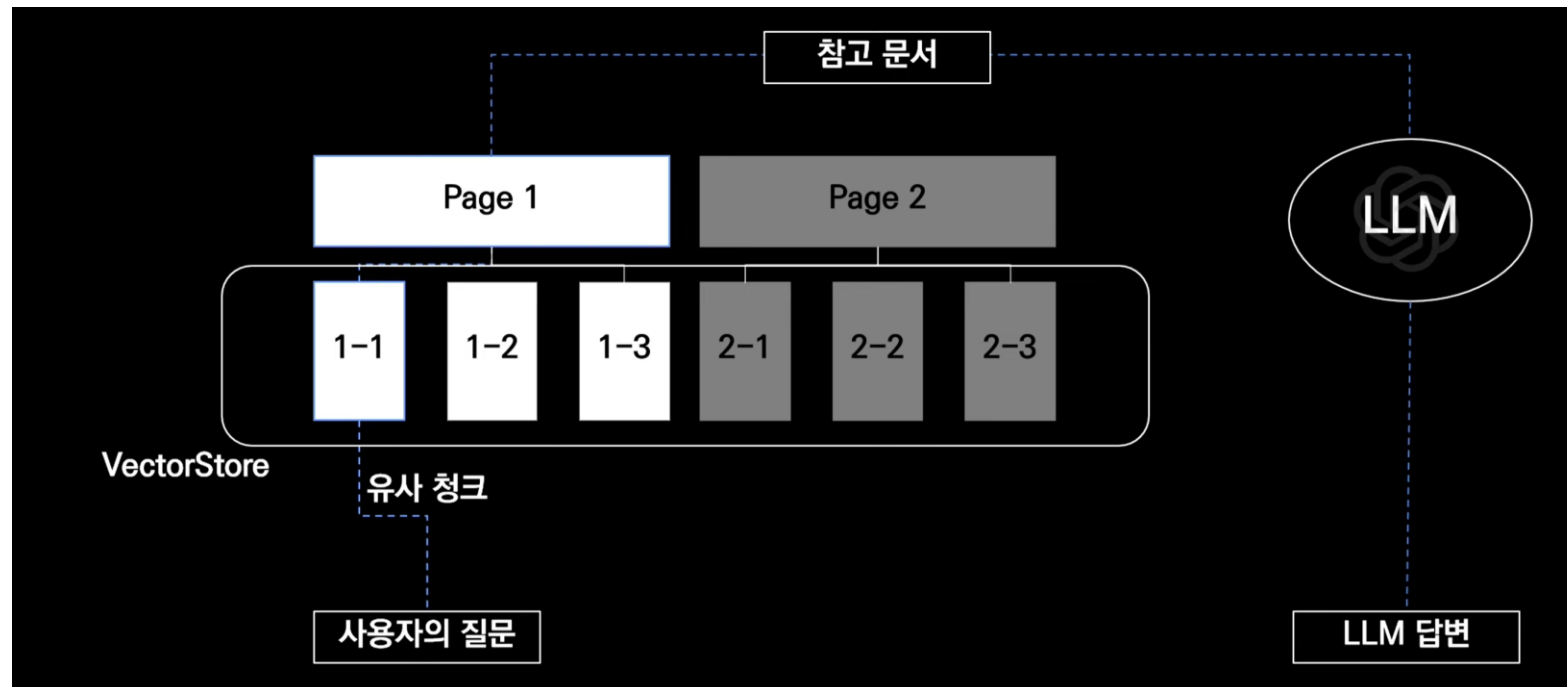 참고 문서
Page 1
Page 2
LLM
1-1
1-2
1-3
2-1
2-2
2-3
VectorStore
유사 청크
사용자의 질문
LLM 답변